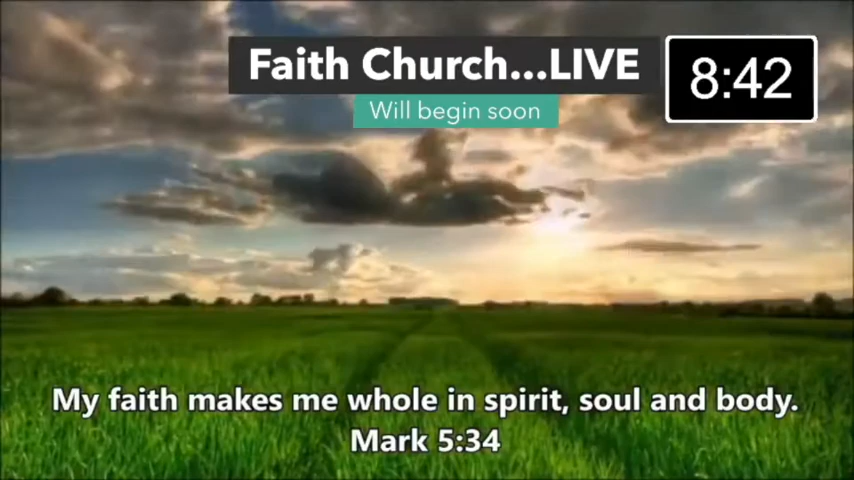 Faith Church...LIVE
8:42
Will begin soon
My faith makes me whole in spirit, soul and body.
Mark 5:34